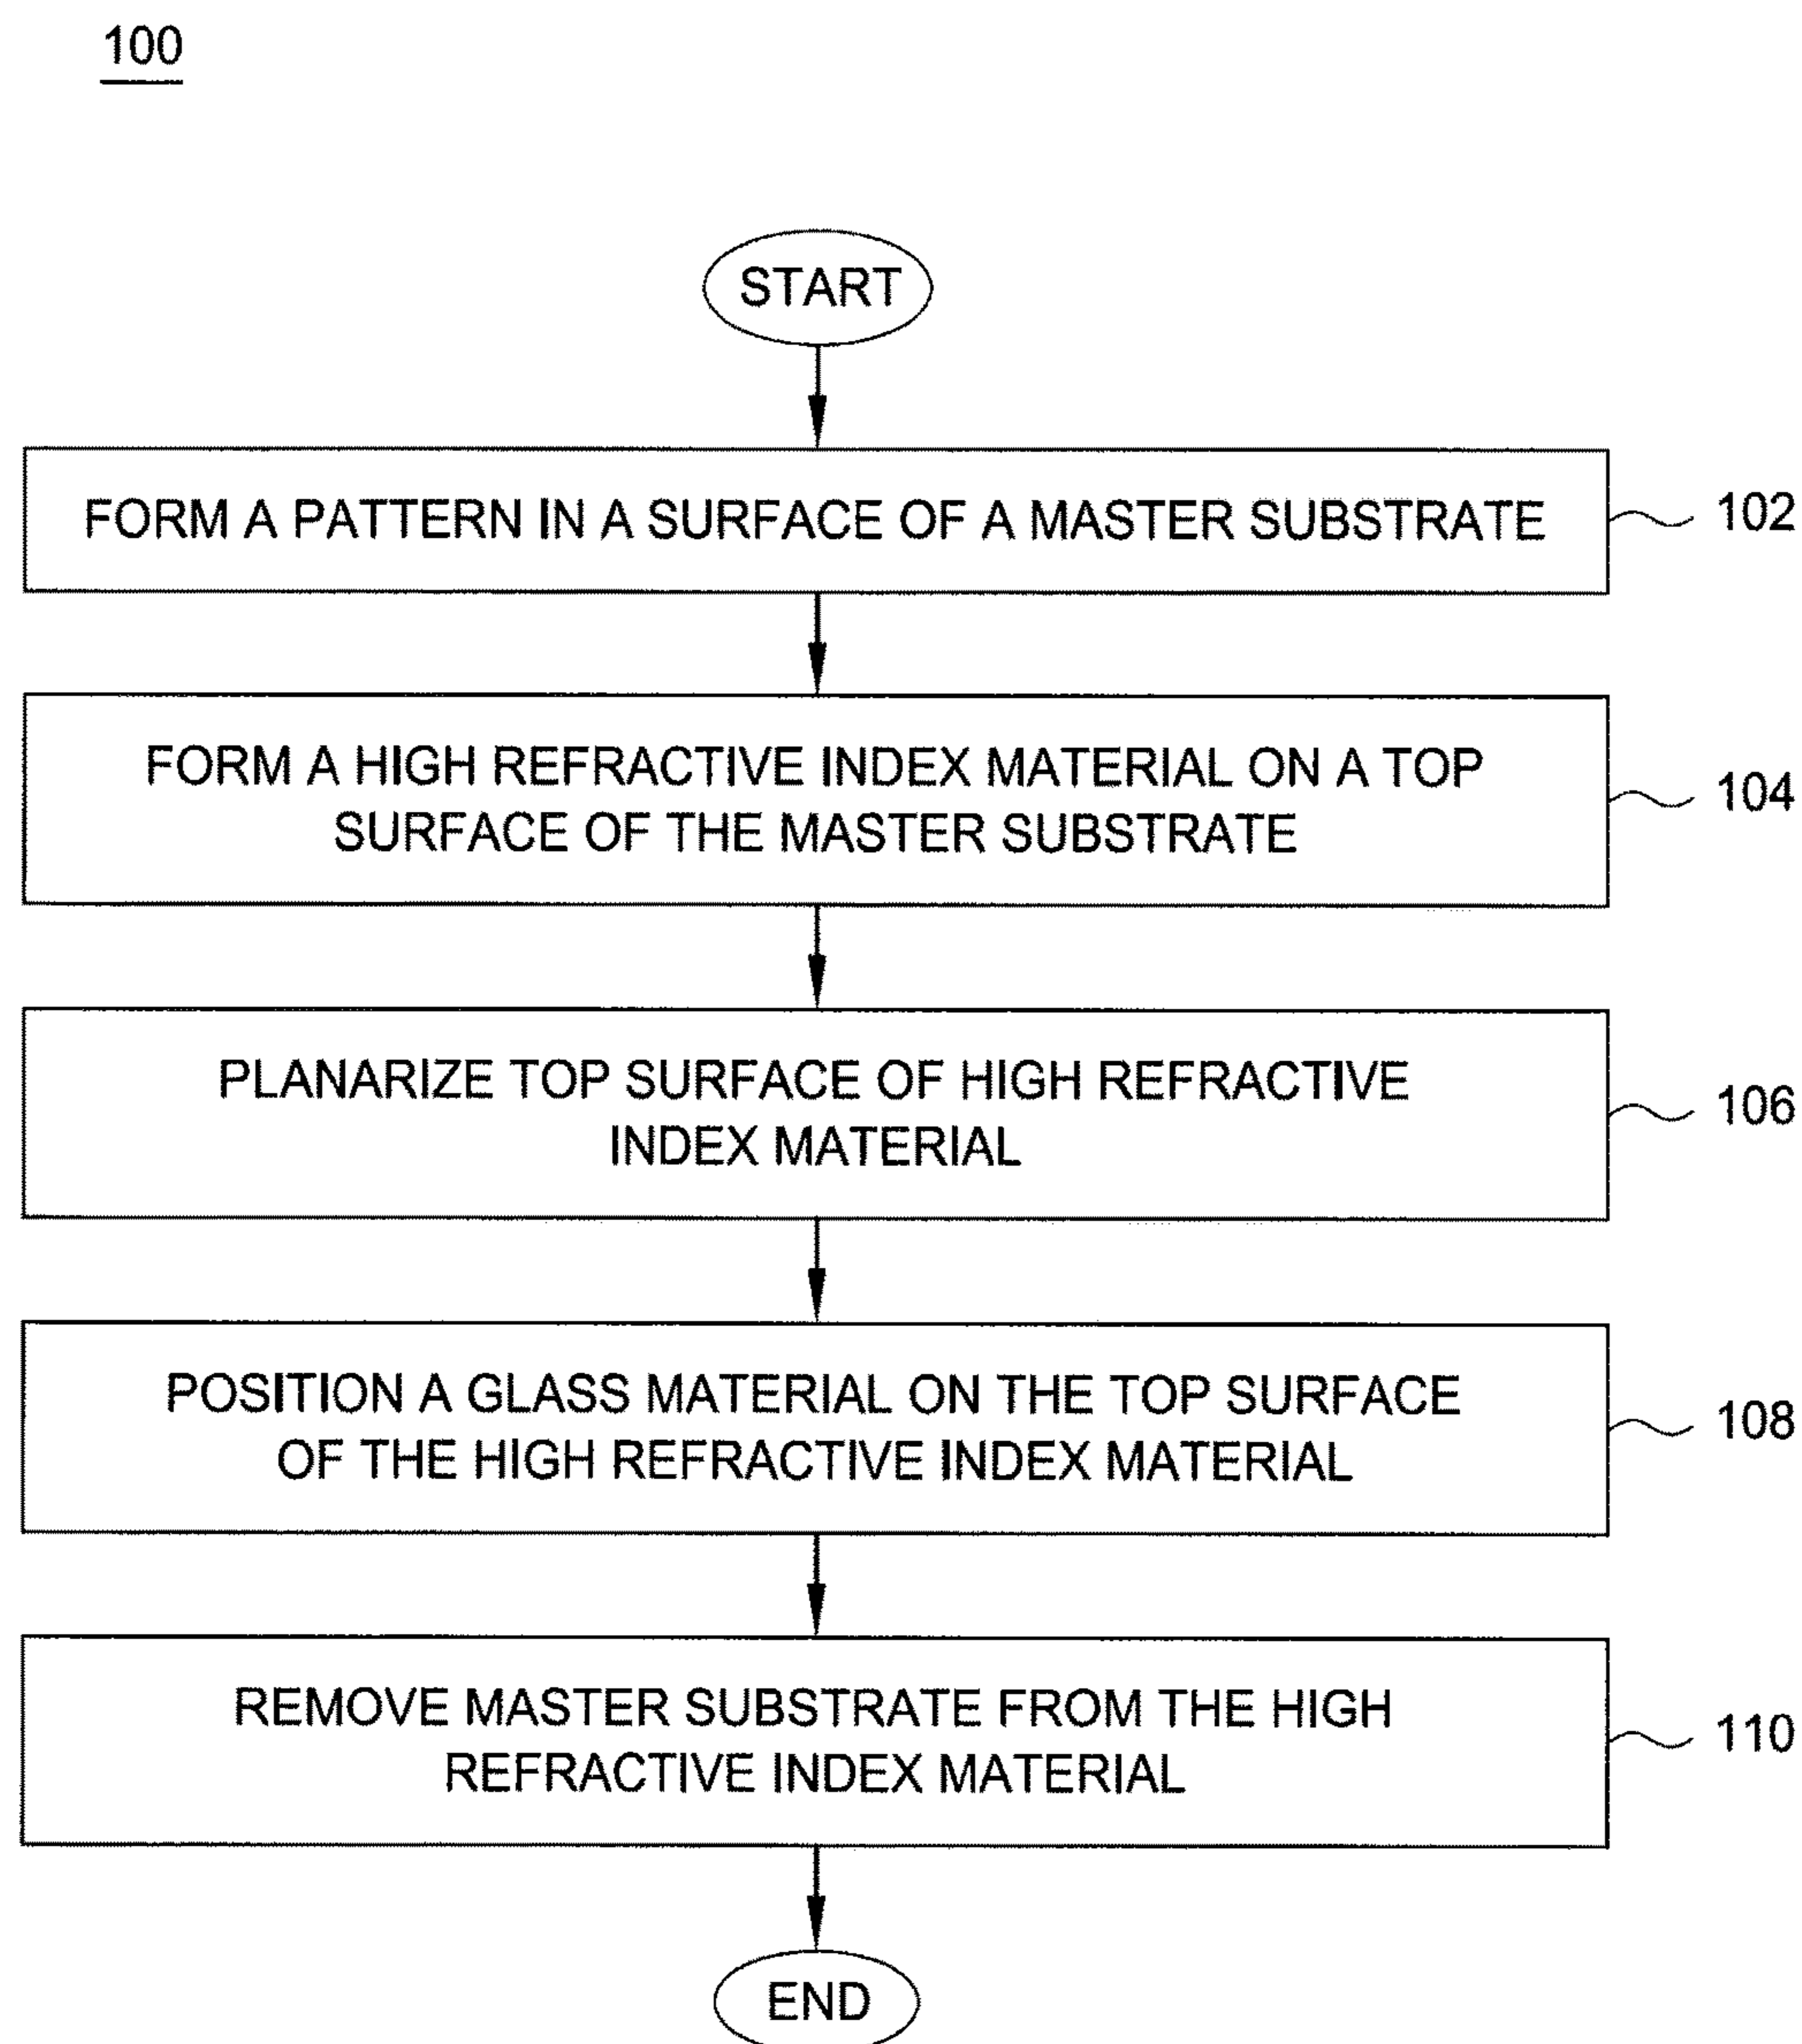 100
START
FORM A PATTERN IN A SURFACE OF A MASTER SUBSTRATE
102
FORM A HIGH REFRACTIVE INDEX MATERIAL ON A TOP
SURFACE OF THE MASTER SUBSTRATE
104
PLANARIZE TOP SURFACE OF HIGH REFRACTIVE
INDEX MATERIAL
106
POSITION A GLASS MATERIAL ON THE TOP SURFACE
OF THE HIGH REFRACTIVE INDEX MATERIAL
108
REMOVE MASTER SUBSTRATE FROM THE HIGH
REFRACTIVE INDEX MATERIAL
110
END